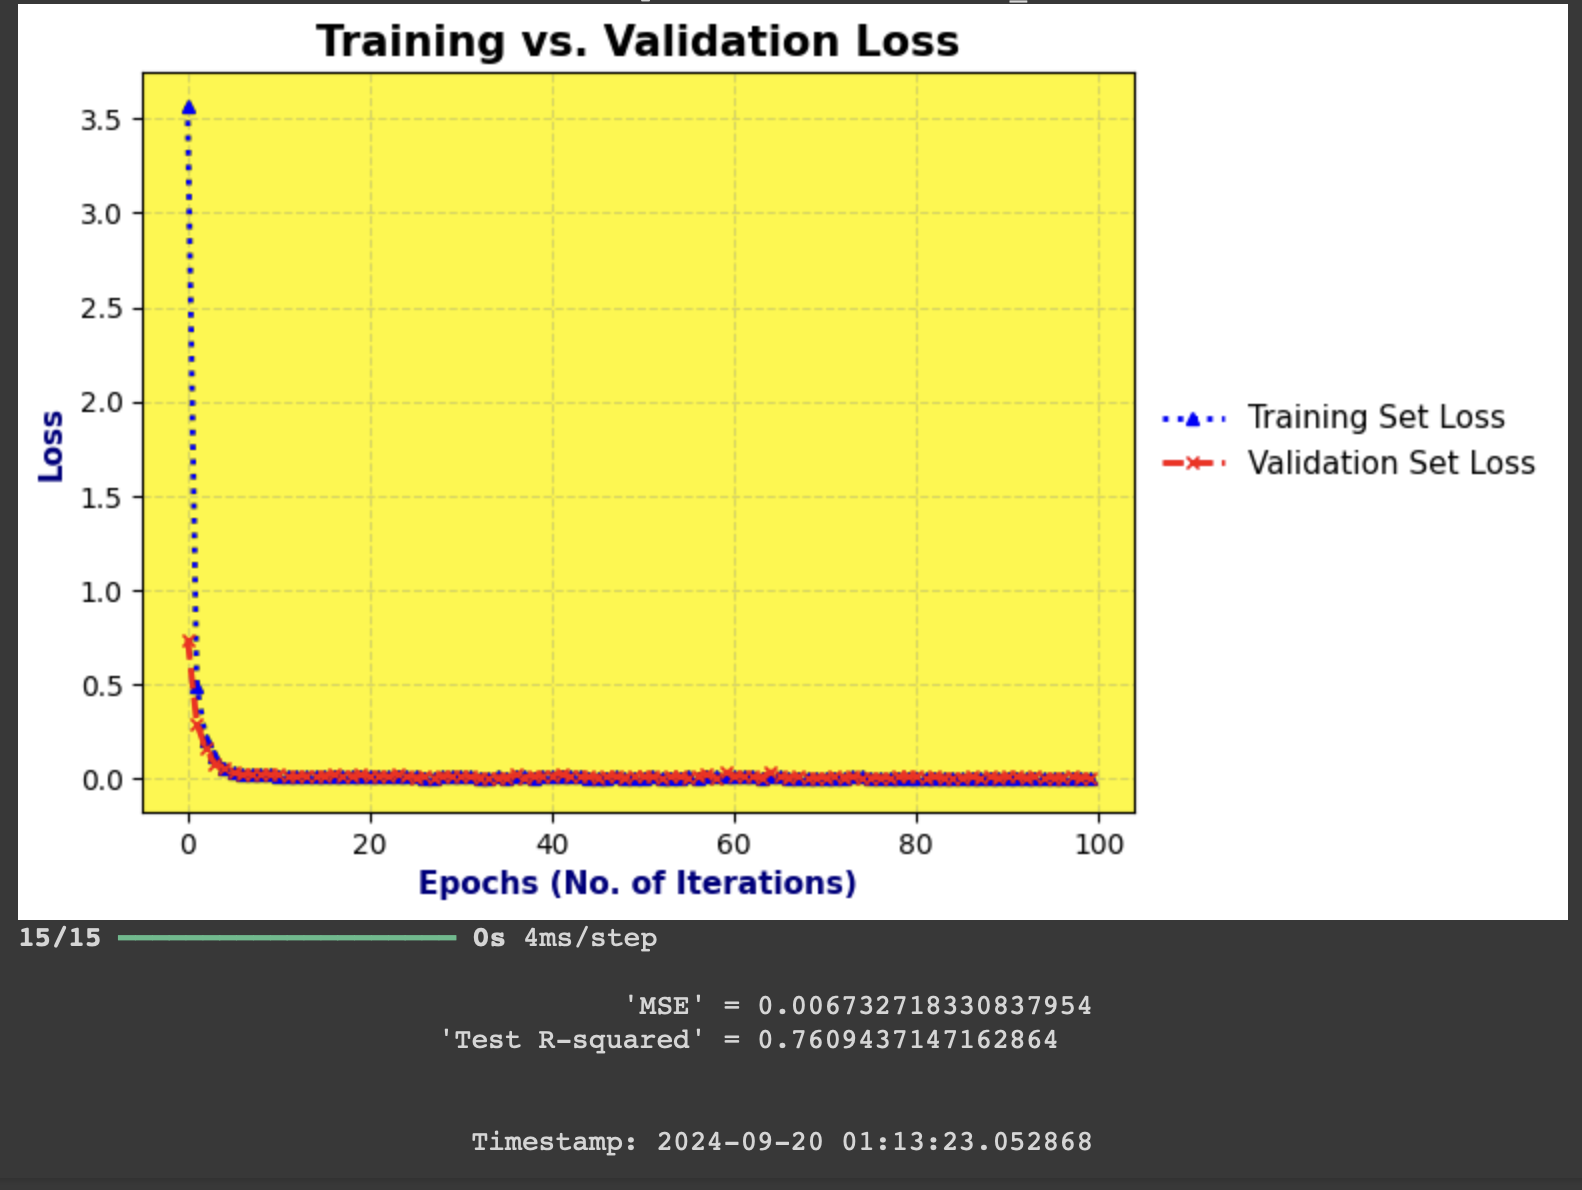 Training vs. Validation Loss
3.5
3.0
2.5
2.0
1.5
1.0
0.5
0.0
Loss
0 20 40 60 80 100
Epochs (No. of Iterations)
Training Set Loss
Validation Set Loss
15/15 0s 4ms/step
'MSE' = 0.006732718330837954
'Test R-squared' = 0.7609437147162864
Timestamp: 2024-09-20 01:13:23.052868